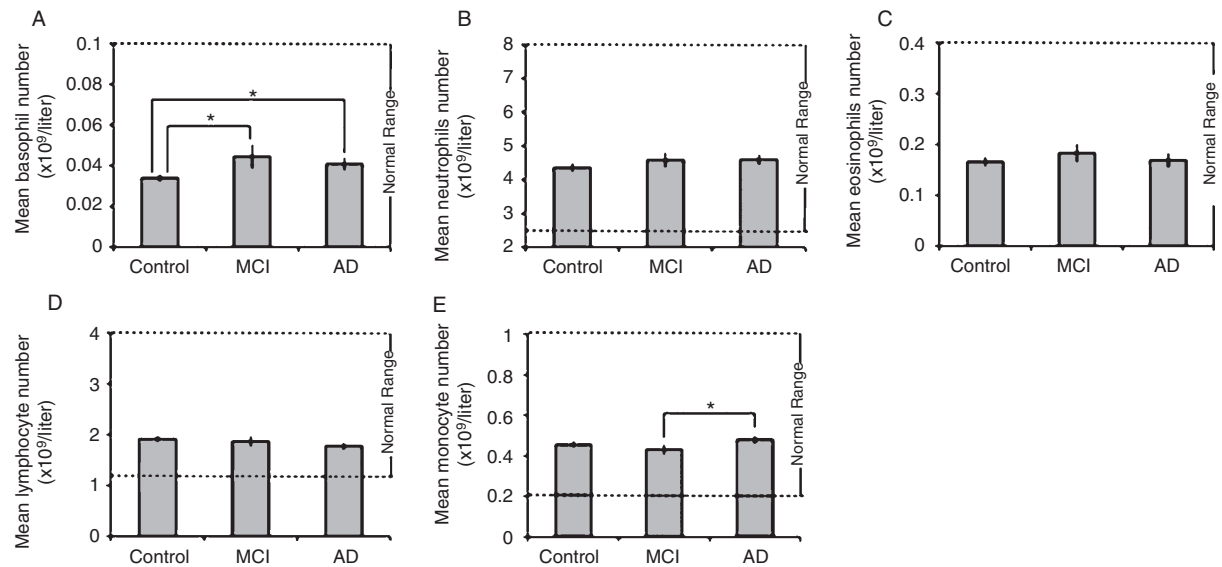 A
Mean basophil number
(x10⁹/liter)
0.1
0.08
0.06
0.04
0.02
0
*
*
Control MCI AD
Normal Range
B
Mean neutrophils number
(x10⁹/liter)
8
7
6
5
4
3
2
Control MCI AD
Normal Range
C
Mean eosinophils number
(x10⁹/liter)
0.4
0.3
0.2
0.1
0
Control MCI AD
Normal Range
D
Mean lymphocyte number
(x10⁹/liter)
4
3
2
1
0
Control MCI AD
Normal Range
E
Mean monocyte number
(x10⁹/liter)
1
0.8
0.6
0.4
0.2
0
*
Control MCI AD
Normal Range